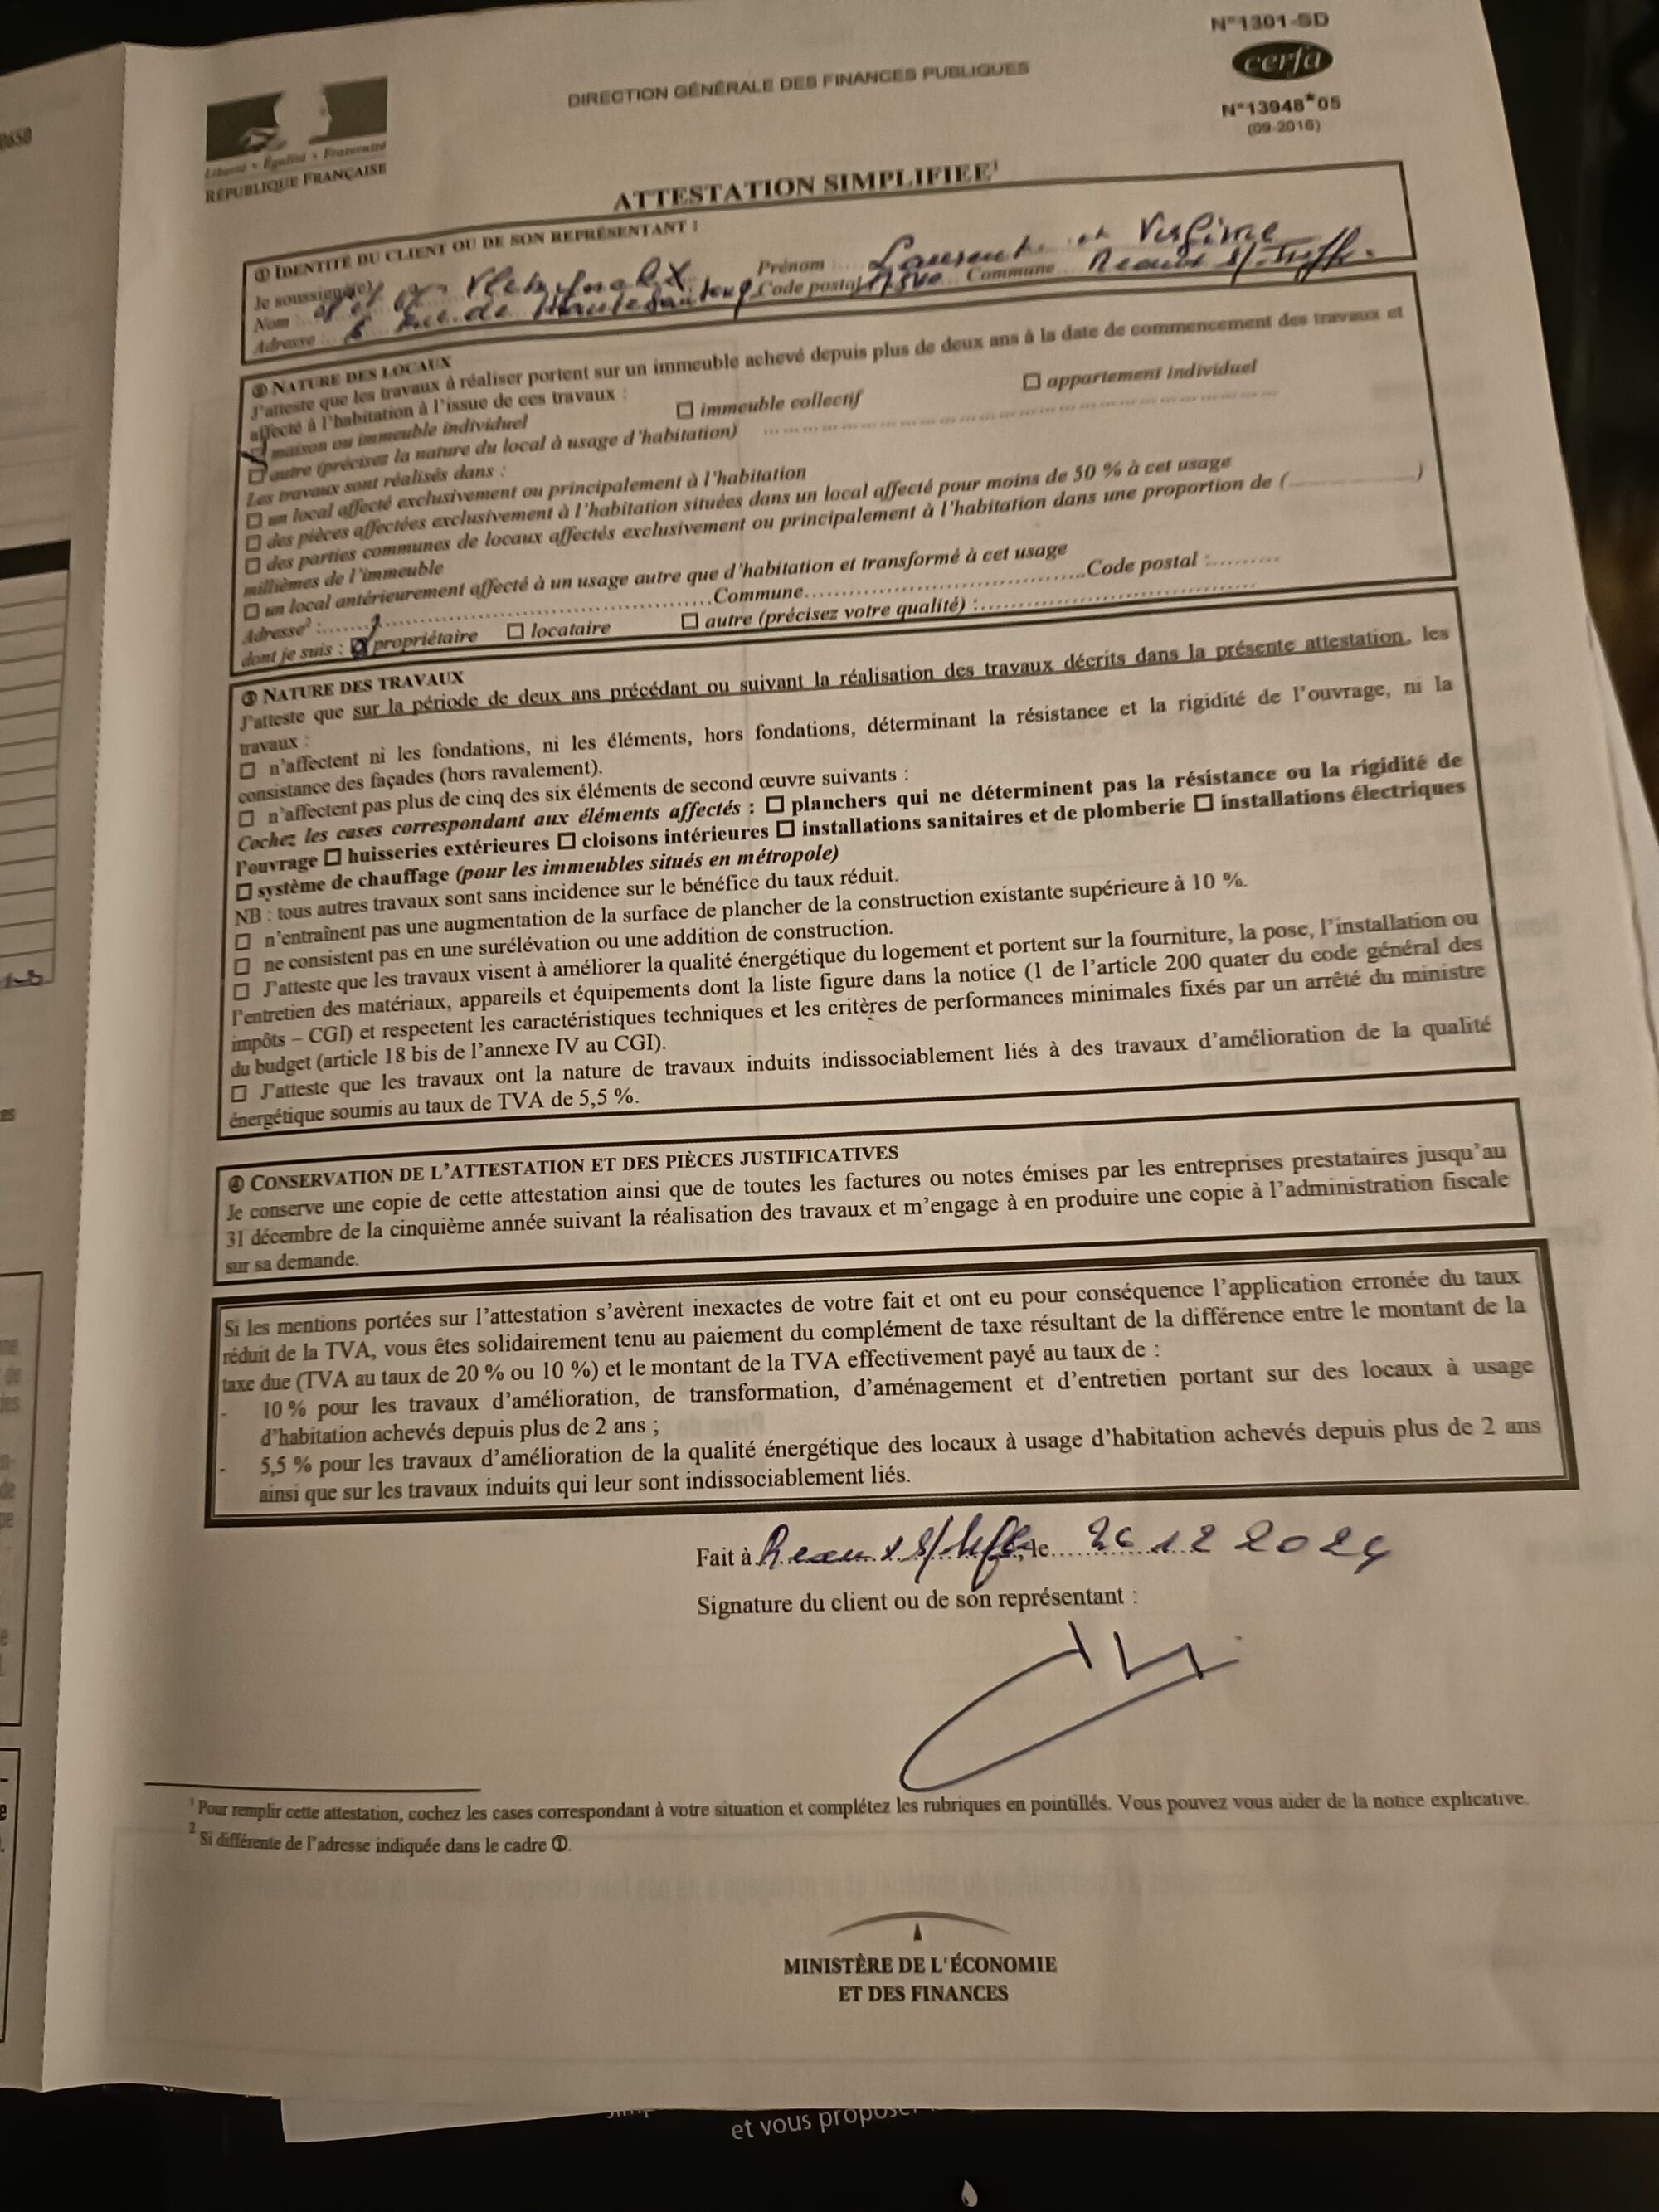 N°1301-SD
cerfa
N°13948*05
(09-2016)
DIRECTION GÉNÉRALE DES FINANCES PUBLIQUES
Liberté • Égalité • Fraternité
RÉPUBLIQUE FRANÇAISE
ATTESTATION SIMPLIFIEE¹
① IDENTITÉ DU CLIENT OU DE SON REPRÉSENTANT :
Je soussigné(e)
Nom : Prénom : et
Adresse : rue de Code postal Commune Reaux s/
② NATURE DES LOCAUX
J'atteste que les travaux à réaliser portent sur un immeuble achevé depuis plus de deux ans à la date de commencement des travaux et
affecté à l'habitation à l'issue de ces travaux :
☑ maison ou immeuble individuel ☐ immeuble collectif ☐ appartement individuel
☐ autre (précisez la nature du local à usage d'habitation) ....................
Les travaux sont réalisés dans :
☐ un local affecté exclusivement ou principalement à l'habitation
☐ des pièces affectées exclusivement à l'habitation situées dans un local affecté pour moins de 50 % à cet usage
☐ des parties communes de locaux affectés exclusivement ou principalement à l'habitation dans une proportion de (..........)
millièmes de l'immeuble
☐ un local antérieurement affecté à un usage autre que d'habitation et transformé à cet usage
Adresse² :....................Commune....................Code postal :..........
dont je suis : ☑ propriétaire ☐ locataire ☐ autre (précisez votre qualité) :....................
③ NATURE DES TRAVAUX
J'atteste que sur la période de deux ans précédant ou suivant la réalisation des travaux décrits dans la présente attestation, les
travaux :
☐ n'affectent ni les fondations, ni les éléments, hors fondations, déterminant la résistance et la rigidité de l'ouvrage, ni la
consistance des façades (hors ravalement).
☐ n'affectent pas plus de cinq des six éléments de second œuvre suivants :
Cochez les cases correspondant aux éléments affectés : ☐ planchers qui ne déterminent pas la résistance ou la rigidité de
l'ouvrage ☐ huisseries extérieures ☐ cloisons intérieures ☐ installations sanitaires et de plomberie ☐ installations électriques
☐ système de chauffage (pour les immeubles situés en métropole)
NB : tous autres travaux sont sans incidence sur le bénéfice du taux réduit.
☐ n'entraînent pas une augmentation de la surface de plancher de la construction existante supérieure à 10 %.
☐ ne consistent pas en une surélévation ou une addition de construction.
☐ J'atteste que les travaux visent à améliorer la qualité énergétique du logement et portent sur la fourniture, la pose, l'installation ou
l'entretien des matériaux, appareils et équipements dont la liste figure dans la notice (1 de l'article 200 quater du code général des
impôts – CGI) et respectent les caractéristiques techniques et les critères de performances minimales fixés par un arrêté du ministre
du budget (article 18 bis de l'annexe IV au CGI).
☐ J'atteste que les travaux ont la nature de travaux induits indissociablement liés à des travaux d'amélioration de la qualité
énergétique soumis au taux de TVA de 5,5 %.
④ CONSERVATION DE L'ATTESTATION ET DES PIÈCES JUSTIFICATIVES
Je conserve une copie de cette attestation ainsi que de toutes les factures ou notes émises par les entreprises prestataires jusqu'au
31 décembre de la cinquième année suivant la réalisation des travaux et m'engage à en produire une copie à l'administration fiscale
sur sa demande.
Si les mentions portées sur l'attestation s'avèrent inexactes de votre fait et ont eu pour conséquence l'application erronée du taux
réduit de la TVA, vous êtes solidairement tenu au paiement du complément de taxe résultant de la différence entre le montant de la
taxe due (TVA au taux de 20 % ou 10 %) et le montant de la TVA effectivement payé au taux de :
- 10 % pour les travaux d'amélioration, de transformation, d'aménagement et d'entretien portant sur des locaux à usage
d'habitation achevés depuis plus de 2 ans ;
- 5,5 % pour les travaux d'amélioration de la qualité énergétique des locaux à usage d'habitation achevés depuis plus de 2 ans
ainsi que sur les travaux induits qui leur sont indissociablement liés.
Fait à Reaux s/, le 26 12 2024
Signature du client ou de son représentant :
¹ Pour remplir cette attestation, cochez les cases correspondant à votre situation et complétez les rubriques en pointillés. Vous pouvez vous aider de la notice explicative.
² Si différente de l'adresse indiquée dans le cadre ①.
MINISTÈRE DE L'ÉCONOMIE
ET DES FINANCES
et vous proposer